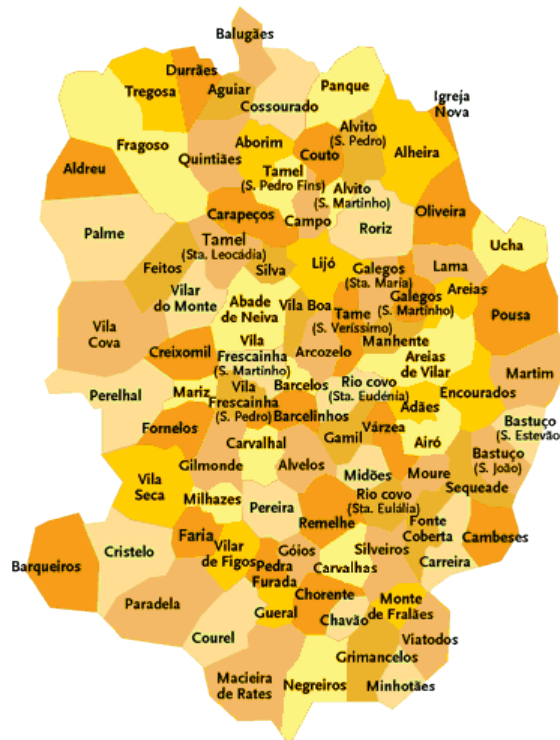 Balugães
Durrães
Tregosa
Aguiar
Cossourado
Panque
Igreja
Nova
Fragoso
Quintiães
Aborim
Couto
Alvito
(S. Pedro)
Alheira
Aldreu
Tamel
(S. Pedro Fins)
Alvito
(S. Martinho)
Carapeços
Campo
Roriz
Oliveira
Palme
Tamel
(Sta. Leocádia)
Ucha
Feitos
Silva
Lijó
Galegos
(Sta. Maria)
Lama
Areias
Vilar
do Monte
Abade
de Neiva
Vila Boa
Tame
(S. Veríssimo)
Galegos
(S. Martinho)
Pousa
Vila
Cova
Creixomil
Vila
Frescainha
(S. Martinho)
Arcozelo
Manhente
Areias
de Vilar
Martim
Perelhal
Mariz
Vila
Frescainha
(S. Pedro)
Barcelos
Rio covo
(Sta. Eudénia)
Encourados
Adães
Fornelos
Barcelinhos
Gamil
Várzea
Airó
Bastuço
(S. Estevão)
Carvalhal
Bastuço
(S. João)
Gilmonde
Alvelos
Midões
Moure
Sequeade
Vila
Seca
Milhazes
Pereira
Rio covo
(Sta. Eulália)
Remelhe
Fonte
Coberta
Cambeses
Faria
Vilar
de Figos
Góios
Silveiros
Carreira
Cristelo
Barqueiros
Pedra
Furada
Carvalhas
Paradela
Chorente
Monte
de Fralães
Gueral
Chavão
Viatodos
Courel
Grimancelos
Macieira
de Rates
Negreiros
Minhotães